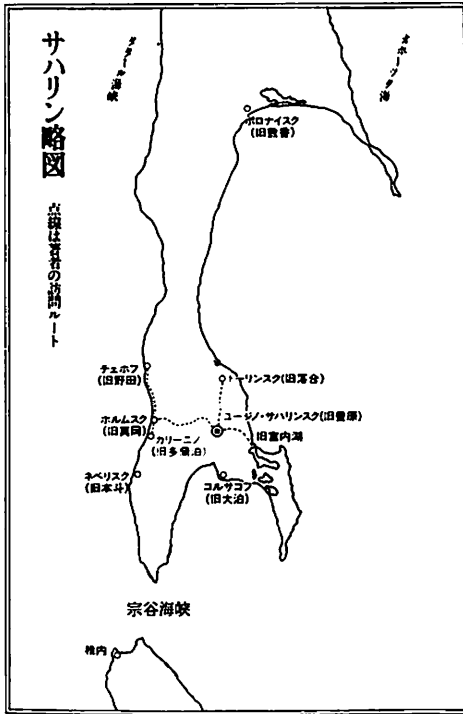 サハリン略図
点線は著者の訪問ルート
タタール海峡
オホーツク海
ポロナイスク
(旧敷香)
チェホフ
(旧野田)
ドーリンスク(旧落合)
ホルムスク
(旧真岡)
ユージノ・サハリンスク(旧豊原)
カリーニノ
(旧多蘭泊)
旧富内湖
ネベリスク
(旧本斗)
コルサコフ
(旧大泊)
宗谷海峡
稚内